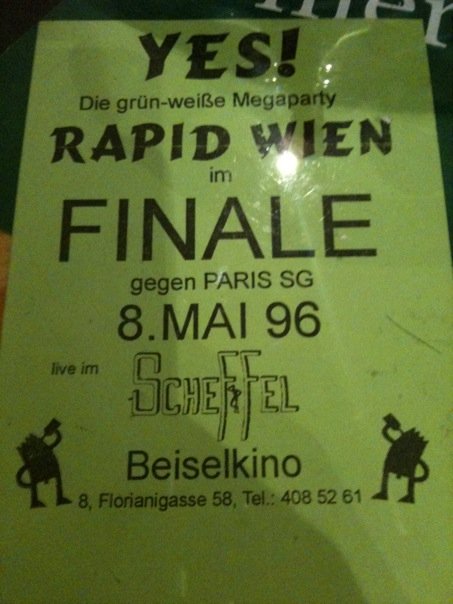 YES!
Die grün-weiße Megaparty
RAPID WIEN
im
FINALE
gegen PARIS SG
8.MAI 96
live im
SCHEFFEL
Beiselkino
8, Florianigasse 58, Tel.: 408 52 61